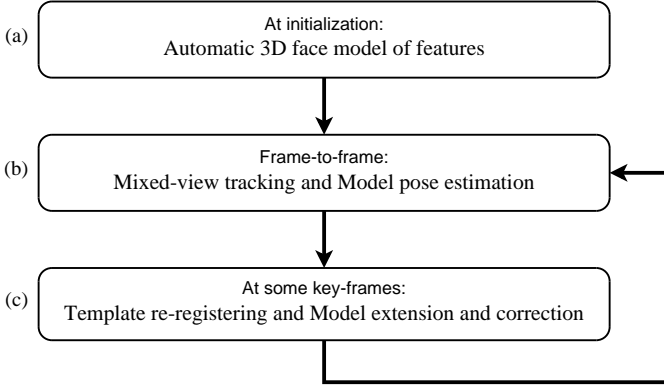 (a)
At initialization:
Automatic 3D face model of features
(b)
Frame-to-frame:
Mixed-view tracking and Model pose estimation
(c)
At some key-frames:
Template re-registering and Model extension and correction